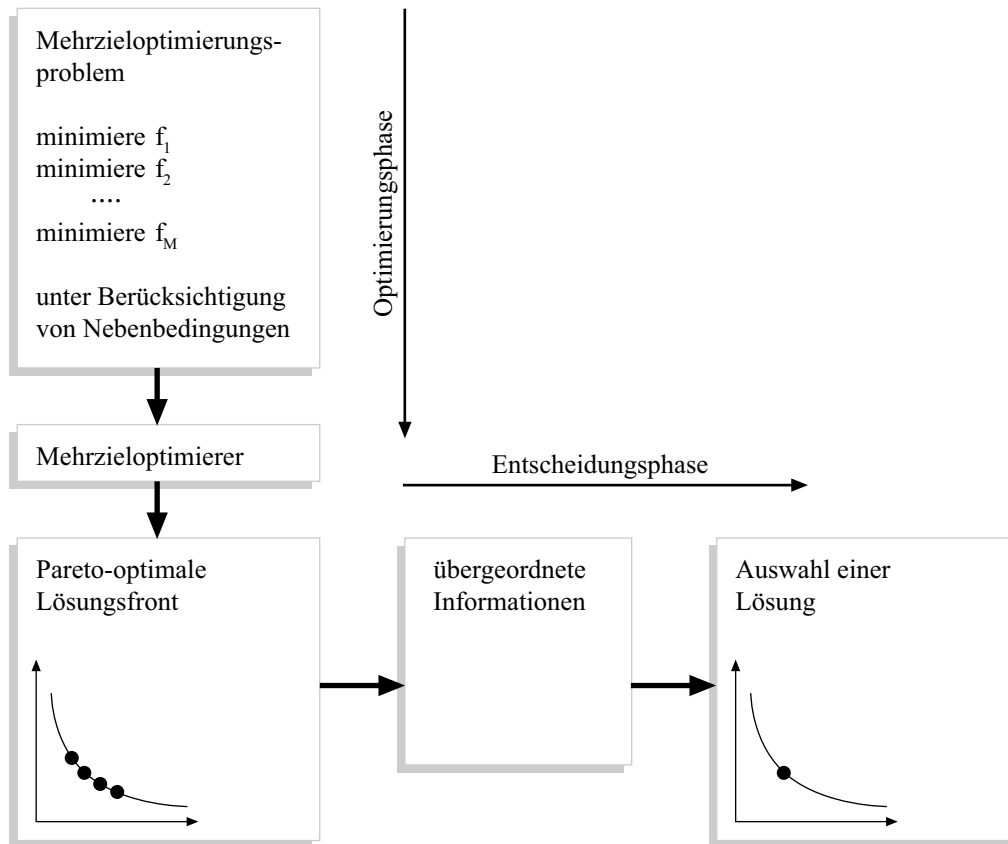 Mehrzieloptimierungs-
problem
minimiere f₁
minimiere f₂
....
minimiere f_M
unter Berücksichtigung
von Nebenbedingungen
Optimierungsphase
Mehrzieloptimierer
Entscheidungsphase
Pareto-optimale
Lösungsfront
übergeordnete
Informationen
Auswahl einer
Lösung